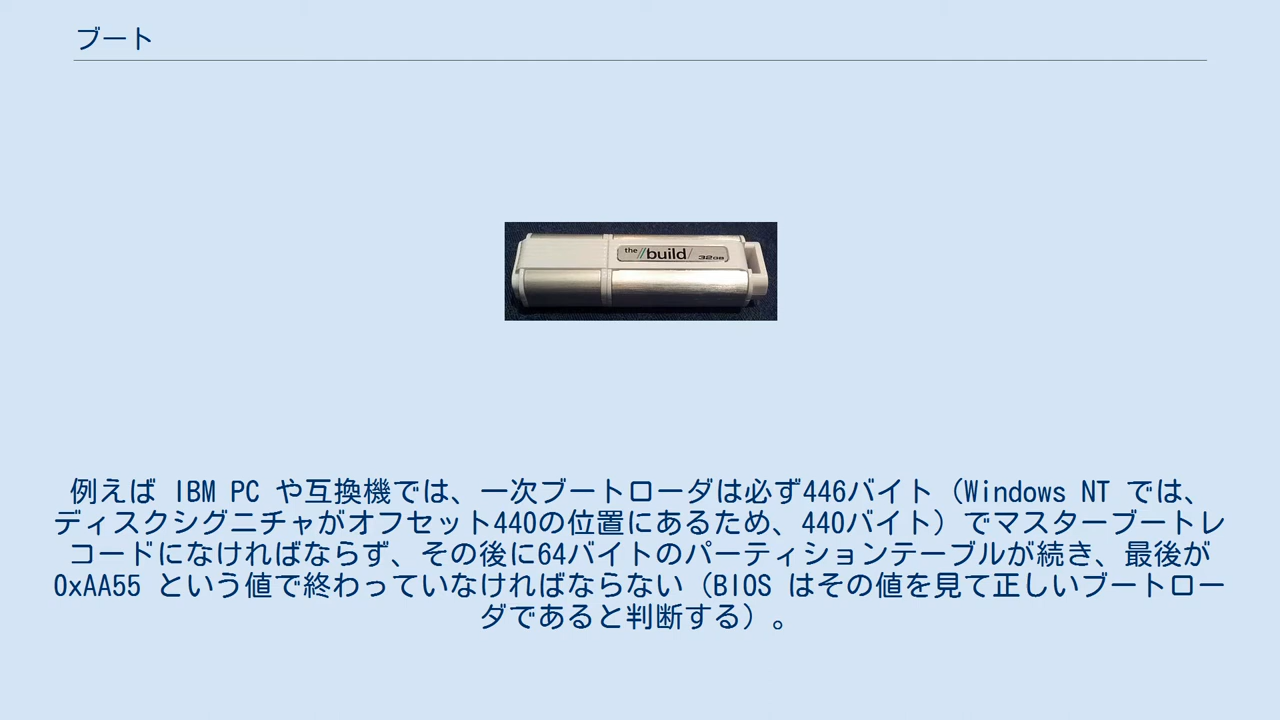 ブート
the //build/ 32GB
例えば IBM PC や互換機では、一次ブートローダは必ず446バイト（Windows NT では、
ディスクシグニチャがオフセット440の位置にあるため、440バイト）でマスターブートレ
コードになければならず、その後に64バイトのパーティションテーブルが続き、最後が
0xAA55 という値で終わっていなければならない（BIOS はその値を見て正しいブートロー
ダであると判断する）。